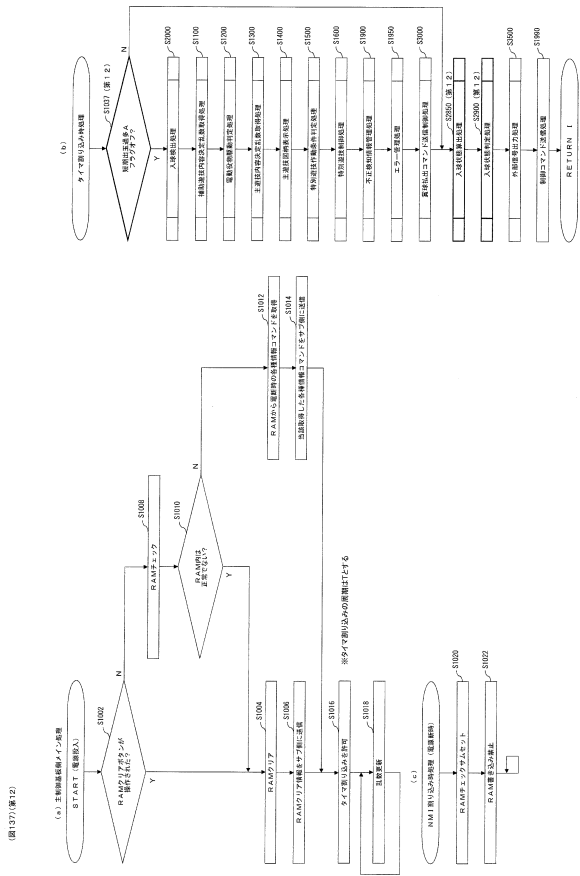 (図137)(第12)
(a)主制御基板側メイン処理
START(電源投入)
S1002
RAMクリアボタンが
操作された?
N
Y
S1008
RAMチェック
S1010
RAM内は
正常でない?
N
Y
S1004
RAMクリア
S1006
RAMクリア情報をサブ側に送信
S1012
RAMから電断時の各種情報コマンドを取得
S1014
当該取得した各種情報コマンドをサブ側に送信
S1016
タイマ割り込みを許可
※タイマ割り込みの周期はTとする
S1018
乱数更新
(c)
NMI割り込み時処理(電源断時)
S1020
RAMチェックサムセット
S1022
RAM書き込み禁止
(b)
タイマ割り込み時処理
S1037(第12)
短期出玉過多A
フラグオフ?
N
Y
S2000
入球検出処理
S1100
補助遊技内容決定乱数取得処理
S1200
電動役物駆動判定処理
S1300
主遊技内容決定乱数取得処理
S1400
主遊技図柄表示処理
S1500
特別遊技作動条件判定処理
S1600
特別遊技制御処理
S1900
不正検知情報管理処理
S1950
エラー管理処理
S3000
賞球払出コマンド送信制御処理
S2850(第12)
入球状態算出処理
S2900(第12)
入球状態判定処理
S3500
外部信号出力処理
S1990
制御コマンド送信処理
RETURN I